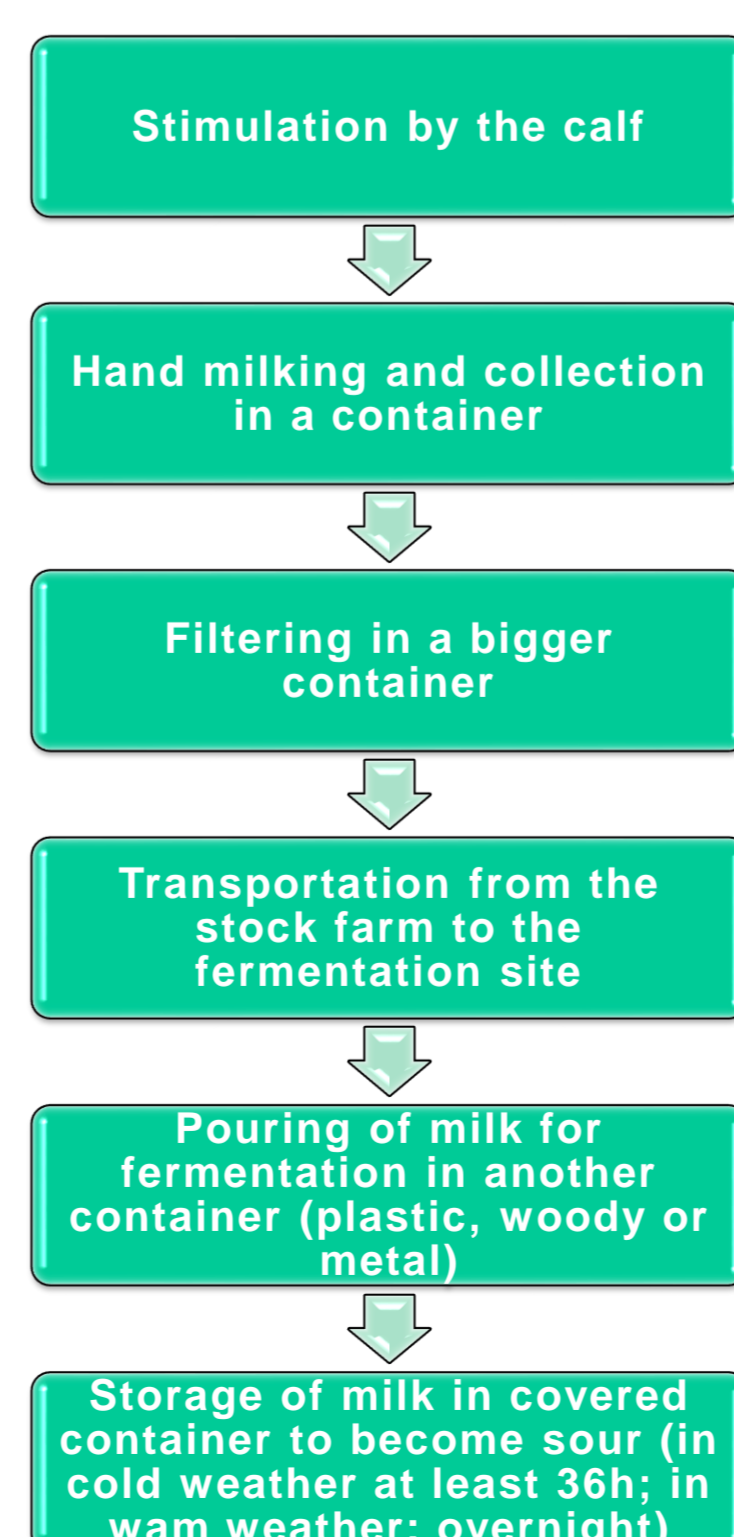 Stimulation by the calf
Hand milking and collection
in a container
Filtering in a bigger
container
Transportation from the
stock farm to the
fermentation site
Pouring of milk for
fermentation in another
container (plastic, woody or
metal)
Storage of milk in covered
container to become sour (in
cold weather at least 36h; in
wam weather: overnight)